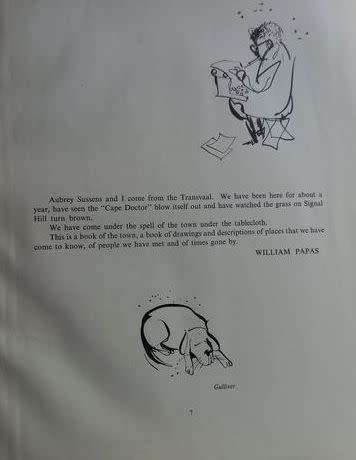 Aubrey Sussens and I come from the Transvaal. We have been here for about a
year, have seen the "Cape Doctor" blow itself out and have watched the grass on Signal
Hill turn brown.
We have come under the spell of the town under the tablecloth.
This is a book of the town, a book of drawings and descriptions of places that we have
come to know, of people we have met and of times gone by.
WILLIAM PAPAS
Gulliver
7